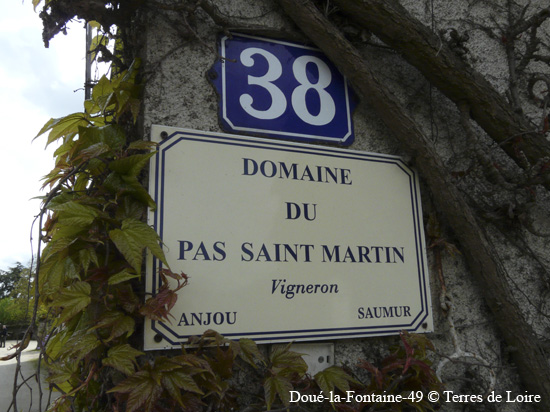 38
DOMAINE
DU
PAS SAINT MARTIN
Vigneron
ANJOU SAUMUR
Doué-la-Fontaine-49 © Terres de Loire